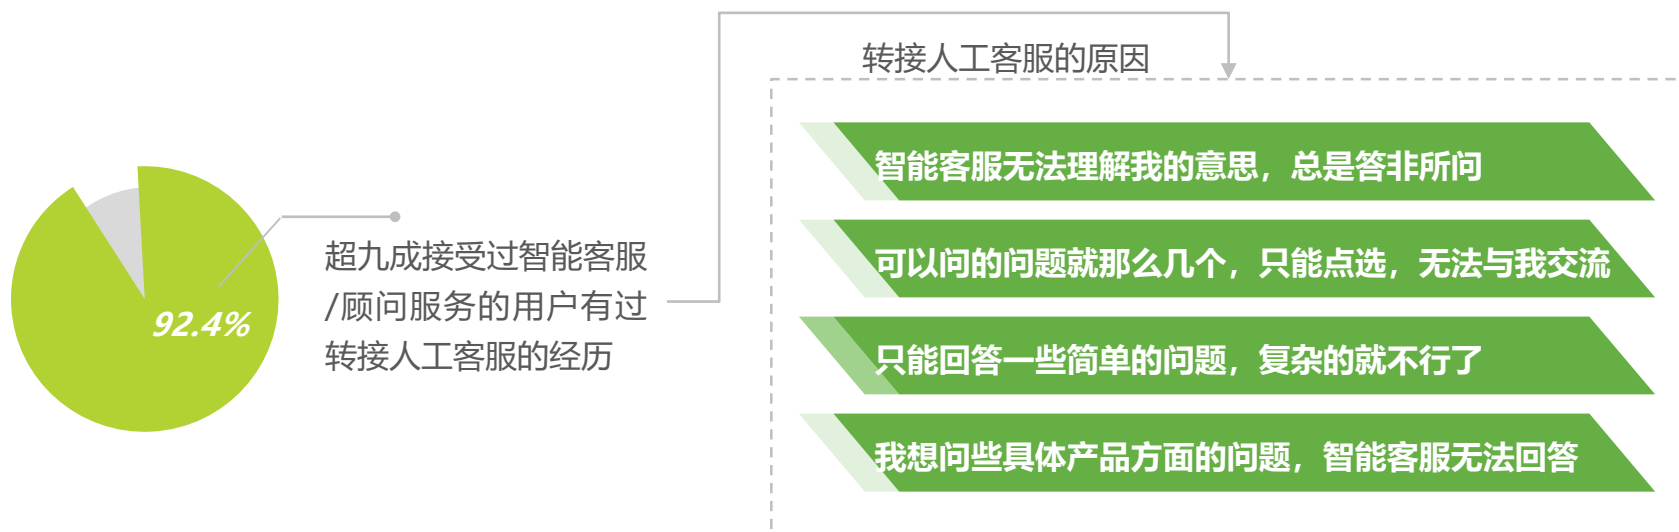 转接人工客服的原因
智能客服无法理解我的意思，总是答非所问
可以问的问题就那么几个，只能点选，无法与我交流
只能回答一些简单的问题，复杂的就不行了
我想问些具体产品方面的问题，智能客服无法回答
92.4%
超九成接受过智能客服
/顾问服务的用户有过
转接人工客服的经历